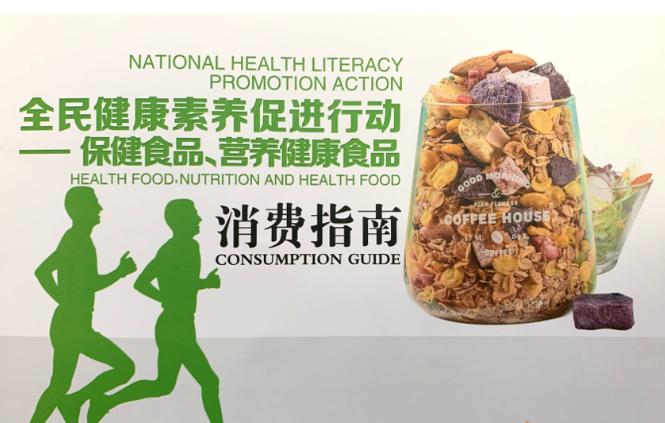 NATIONAL HEALTH LITERACY
PROMOTION ACTION
全民健康素养促进行动
—— 保健食品、营养健康食品
HEALTH FOOD,NUTRITION AND HEALTH FOOD
消费指南
CONSUMPTION GUIDE
GOOD MORNING
&
COFFEE HOUSE
COFFEE